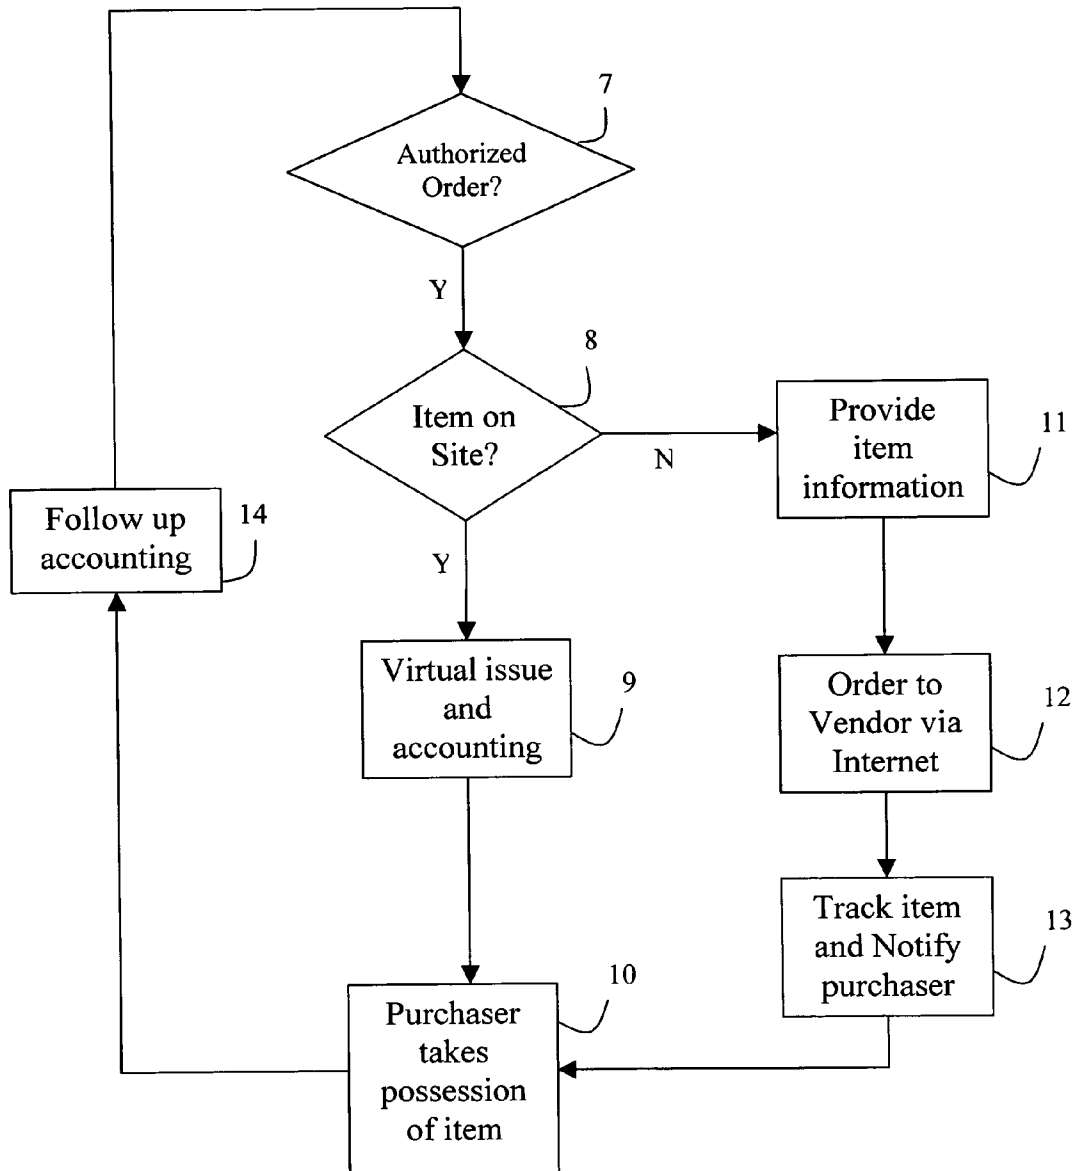 7
Authorized
Order?
Y
8
Item on
Site?
N
Provide
item
information
11
Follow up
accounting
14
Y
Virtual issue
and
accounting
9
Order to
Vendor via
Internet
12
Track item
and Notify
purchaser
13
10
Purchaser
takes
possession
of item